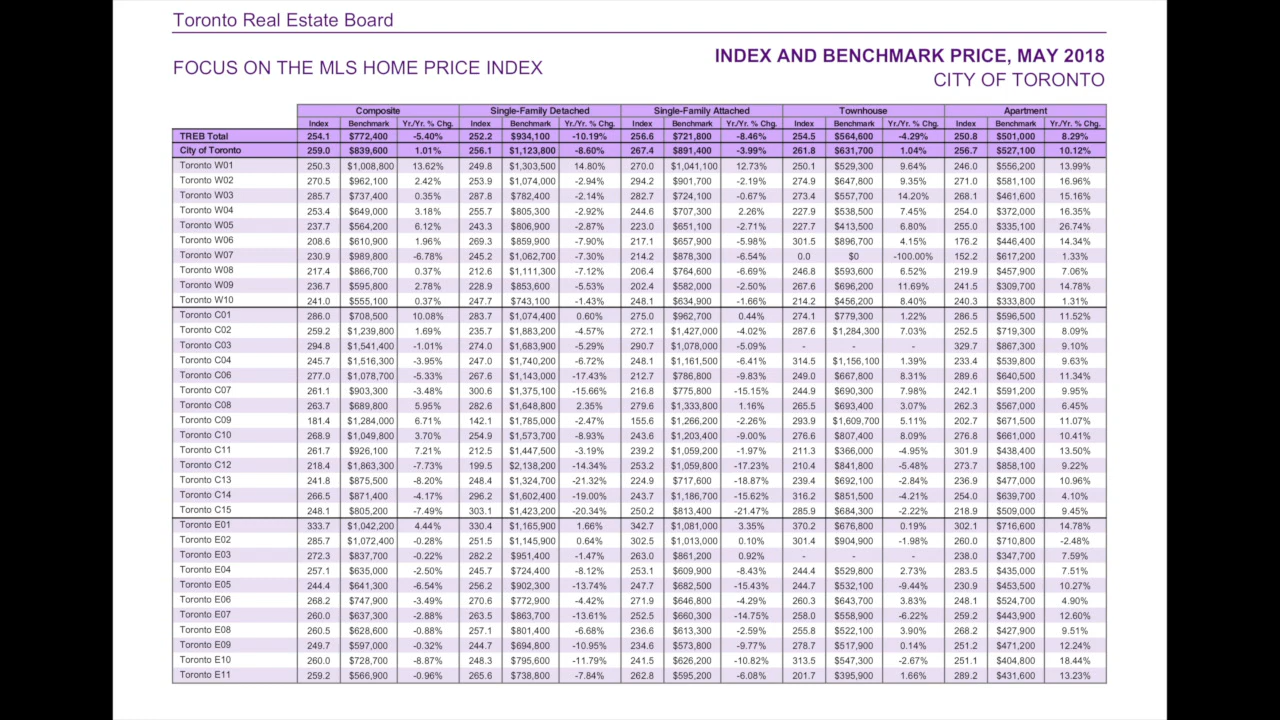 Toronto Real Estate Board
FOCUS ON THE MLS HOME PRICE INDEX
INDEX AND BENCHMARK PRICE, MAY 2018
CITY OF TORONTO
Composite Single-Family Detached Single-Family Attached Townhouse Apartment
Index Benchmark Yr./Yr. % Chg. Index Benchmark Yr./Yr. % Chg. Index Benchmark Yr./Yr. % Chg. Index Benchmark Yr./Yr. % Chg. Index Benchmark Yr./Yr. % Chg.
TREB Total 254.1 $772,400 -5.40% 252.2 $934,100 -10.19% 256.6 $721,800 -8.46% 254.5 $564,600 -4.29% 250.8 $501,000 8.29%
City of Toronto 259.0 $839,600 1.01% 256.1 $1,123,800 -8.60% 267.4 $891,400 -3.99% 261.8 $631,700 1.04% 256.7 $527,100 10.12%
Toronto W01 250.3 $1,008,800 13.62% 249.8 $1,303,500 14.80% 270.0 $1,041,100 12.73% 250.1 $529,300 9.64% 246.0 $556,200 13.99%
Toronto W02 270.5 $962,100 2.42% 253.9 $1,074,000 -2.94% 294.2 $901,700 -2.19% 274.9 $647,800 9.35% 271.0 $581,100 16.96%
Toronto W03 285.7 $737,400 0.35% 287.8 $782,400 -2.14% 282.7 $724,100 -0.67% 273.4 $557,700 14.20% 268.1 $461,600 15.16%
Toronto W04 253.4 $649,000 3.18% 255.7 $805,300 -2.92% 244.6 $707,300 2.26% 227.9 $538,500 7.45% 254.0 $372,000 16.35%
Toronto W05 237.7 $564,200 6.12% 243.3 $806,900 -2.87% 223.0 $651,100 -2.71% 227.7 $413,500 6.80% 255.0 $335,100 26.74%
Toronto W06 208.6 $610,900 1.96% 269.3 $859,900 -7.90% 217.1 $657,900 -5.98% 301.5 $896,700 4.15% 176.2 $446,400 14.34%
Toronto W07 230.9 $989,800 -6.78% 245.2 $1,062,700 -7.30% 214.2 $878,300 -6.54% 0.0 $0 -100.00% 152.2 $617,200 1.33%
Toronto W08 217.4 $866,700 0.37% 212.6 $1,111,300 -7.12% 206.4 $764,600 -6.69% 246.8 $593,600 6.52% 219.9 $457,900 7.06%
Toronto W09 236.7 $595,800 2.78% 228.9 $853,600 -5.53% 202.4 $582,000 -2.50% 267.6 $696,200 11.69% 241.5 $309,700 14.78%
Toronto W10 241.0 $555,100 0.37% 247.7 $743,100 -1.43% 248.1 $634,900 -1.66% 214.2 $456,200 8.40% 240.3 $333,800 1.31%
Toronto C01 286.0 $708,500 10.08% 283.7 $1,074,400 0.60% 275.0 $962,700 0.44% 274.1 $779,300 1.22% 286.5 $596,500 11.52%
Toronto C02 259.2 $1,239,800 1.69% 235.7 $1,883,200 -4.57% 272.1 $1,427,000 -4.02% 287.6 $1,284,300 7.03% 252.5 $719,300 8.09%
Toronto C03 294.8 $1,541,400 -1.01% 274.0 $1,683,900 -5.29% 290.7 $1,078,000 -5.09% - - - 329.7 $867,300 9.10%
Toronto C04 245.7 $1,516,300 -3.95% 247.0 $1,740,200 -6.72% 248.1 $1,161,500 -6.41% 314.5 $1,156,100 1.39% 233.4 $539,800 9.63%
Toronto C06 277.0 $1,078,700 -5.33% 267.6 $1,143,000 -17.43% 212.7 $786,800 -9.83% 249.0 $667,800 8.31% 289.6 $640,500 11.34%
Toronto C07 261.1 $903,300 -3.48% 300.6 $1,375,100 -15.66% 216.8 $775,800 -15.15% 244.9 $690,300 7.98% 242.1 $591,200 9.95%
Toronto C08 263.7 $689,800 5.95% 282.6 $1,648,800 2.35% 279.6 $1,333,800 1.16% 265.5 $693,400 3.07% 262.3 $567,000 6.45%
Toronto C09 181.4 $1,284,000 6.71% 142.1 $1,785,000 -2.47% 155.6 $1,266,200 -2.26% 293.9 $1,609,700 5.11% 202.7 $671,500 11.07%
Toronto C10 268.9 $1,049,800 3.70% 254.9 $1,573,700 -8.93% 243.6 $1,203,400 -9.00% 276.6 $807,400 8.09% 276.8 $661,000 10.41%
Toronto C11 261.7 $926,100 7.21% 212.5 $1,447,500 -3.19% 239.2 $1,059,200 -1.97% 211.3 $366,000 -4.95% 301.9 $438,400 13.50%
Toronto C12 218.4 $1,863,300 -7.73% 199.5 $2,138,200 -14.34% 253.2 $1,059,800 -17.23% 210.4 $841,800 -5.48% 273.7 $858,100 9.22%
Toronto C13 241.8 $875,500 -8.20% 248.4 $1,324,700 -21.32% 224.9 $717,600 -18.87% 239.4 $692,100 -2.84% 236.9 $477,000 10.96%
Toronto C14 266.5 $871,400 -4.17% 296.2 $1,602,400 -19.00% 243.7 $1,186,700 -15.62% 316.2 $851,500 -4.21% 254.0 $639,700 4.10%
Toronto C15 248.1 $805,200 -7.49% 303.1 $1,423,200 -20.34% 250.2 $813,400 -21.47% 285.9 $684,300 -2.22% 218.9 $509,000 9.45%
Toronto E01 333.7 $1,042,200 4.44% 330.4 $1,165,900 1.66% 342.7 $1,081,000 3.35% 370.2 $676,800 0.19% 302.1 $716,600 14.78%
Toronto E02 285.7 $1,072,400 -0.28% 251.5 $1,145,900 0.64% 302.5 $1,013,000 0.10% 301.4 $904,900 -1.98% 260.0 $710,800 -2.48%
Toronto E03 272.3 $837,700 -0.22% 282.2 $951,400 -1.47% 263.0 $861,200 0.92% - - - 238.0 $347,700 7.59%
Toronto E04 257.1 $635,000 -2.50% 245.7 $724,400 -8.12% 253.1 $609,900 -8.43% 244.4 $529,800 2.73% 283.5 $435,000 7.51%
Toronto E05 244.4 $641,300 -6.54% 256.2 $902,300 -13.74% 247.7 $682,500 -15.43% 244.7 $532,100 -9.44% 230.9 $453,500 10.27%
Toronto E06 268.2 $747,900 -3.49% 270.6 $772,900 -4.42% 271.9 $646,800 -4.29% 260.3 $643,700 3.83% 248.1 $524,700 4.90%
Toronto E07 260.0 $637,300 -2.88% 263.5 $863,700 -13.61% 252.5 $660,300 -14.75% 258.0 $558,900 -6.22% 259.2 $443,900 12.60%
Toronto E08 260.5 $628,600 -0.88% 257.1 $801,400 -6.68% 236.6 $613,300 -2.59% 255.8 $522,100 3.90% 268.2 $427,900 9.51%
Toronto E09 249.7 $597,000 -0.32% 244.7 $694,800 -10.95% 234.6 $573,800 -9.77% 278.7 $517,900 0.14% 251.2 $471,200 12.24%
Toronto E10 260.0 $728,700 -8.87% 248.3 $795,600 -11.79% 241.5 $626,200 -10.82% 313.5 $547,300 -2.67% 251.1 $404,800 18.44%
Toronto E11 259.2 $566,900 -0.96% 265.6 $738,800 -7.84% 262.8 $595,200 -6.08% 201.7 $395,900 1.66% 289.2 $431,600 13.23%